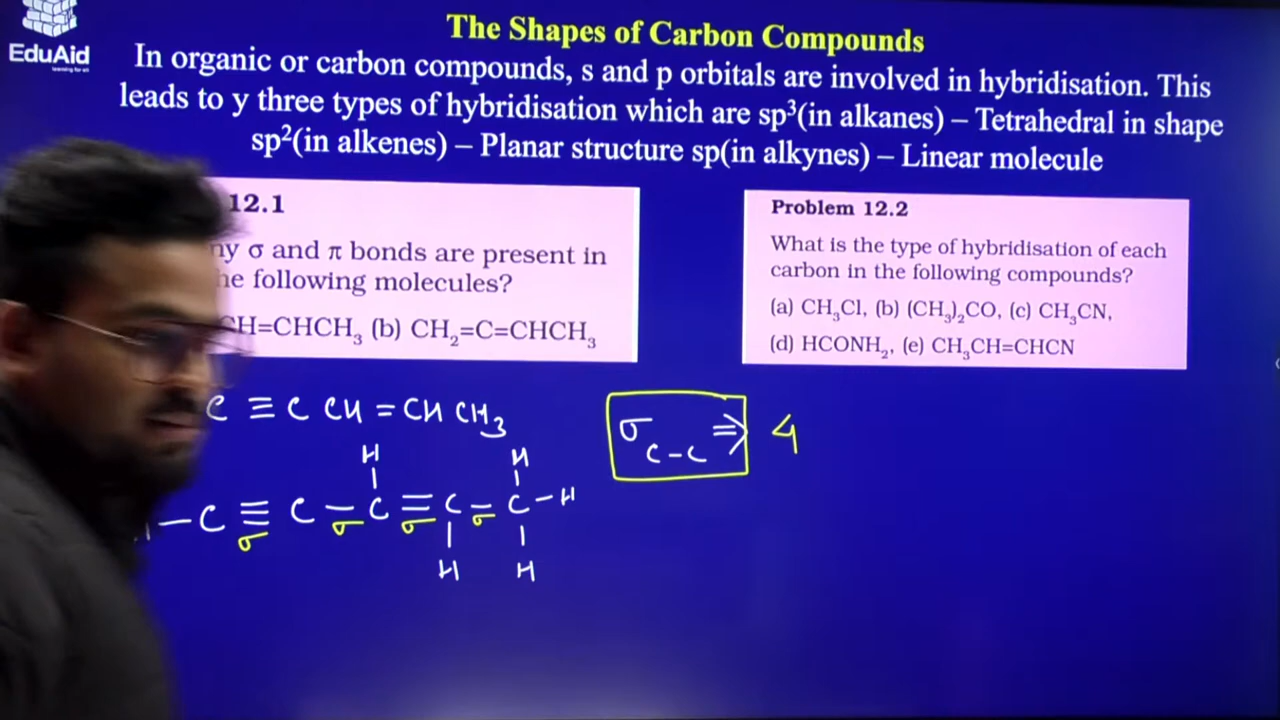 EduAid
The Shapes of Carbon Compounds
In organic or carbon compounds, s and p orbitals are involved in hybridisation. This
leads to y three types of hybridisation which are sp³(in alkanes) – Tetrahedral in shape
sp²(in alkenes) – Planar structure sp(in alkynes) – Linear molecule
12.1
ny σ and π bonds are present in
he following molecules?
CH=CHCH₃ (b) CH₂=C=CHCH₃
Problem 12.2
What is the type of hybridisation of each
carbon in the following compounds?
(a) CH₃Cl, (b) (CH₃)₂CO, (c) CH₃CN,
(d) HCONH₂, (e) CH₃CH=CHCN
C ≡ C CH = CH CH₃
σ C-C ⇒ 4
H H
– C ≡ C – C = C – C – H
σ σ σ σ
H H